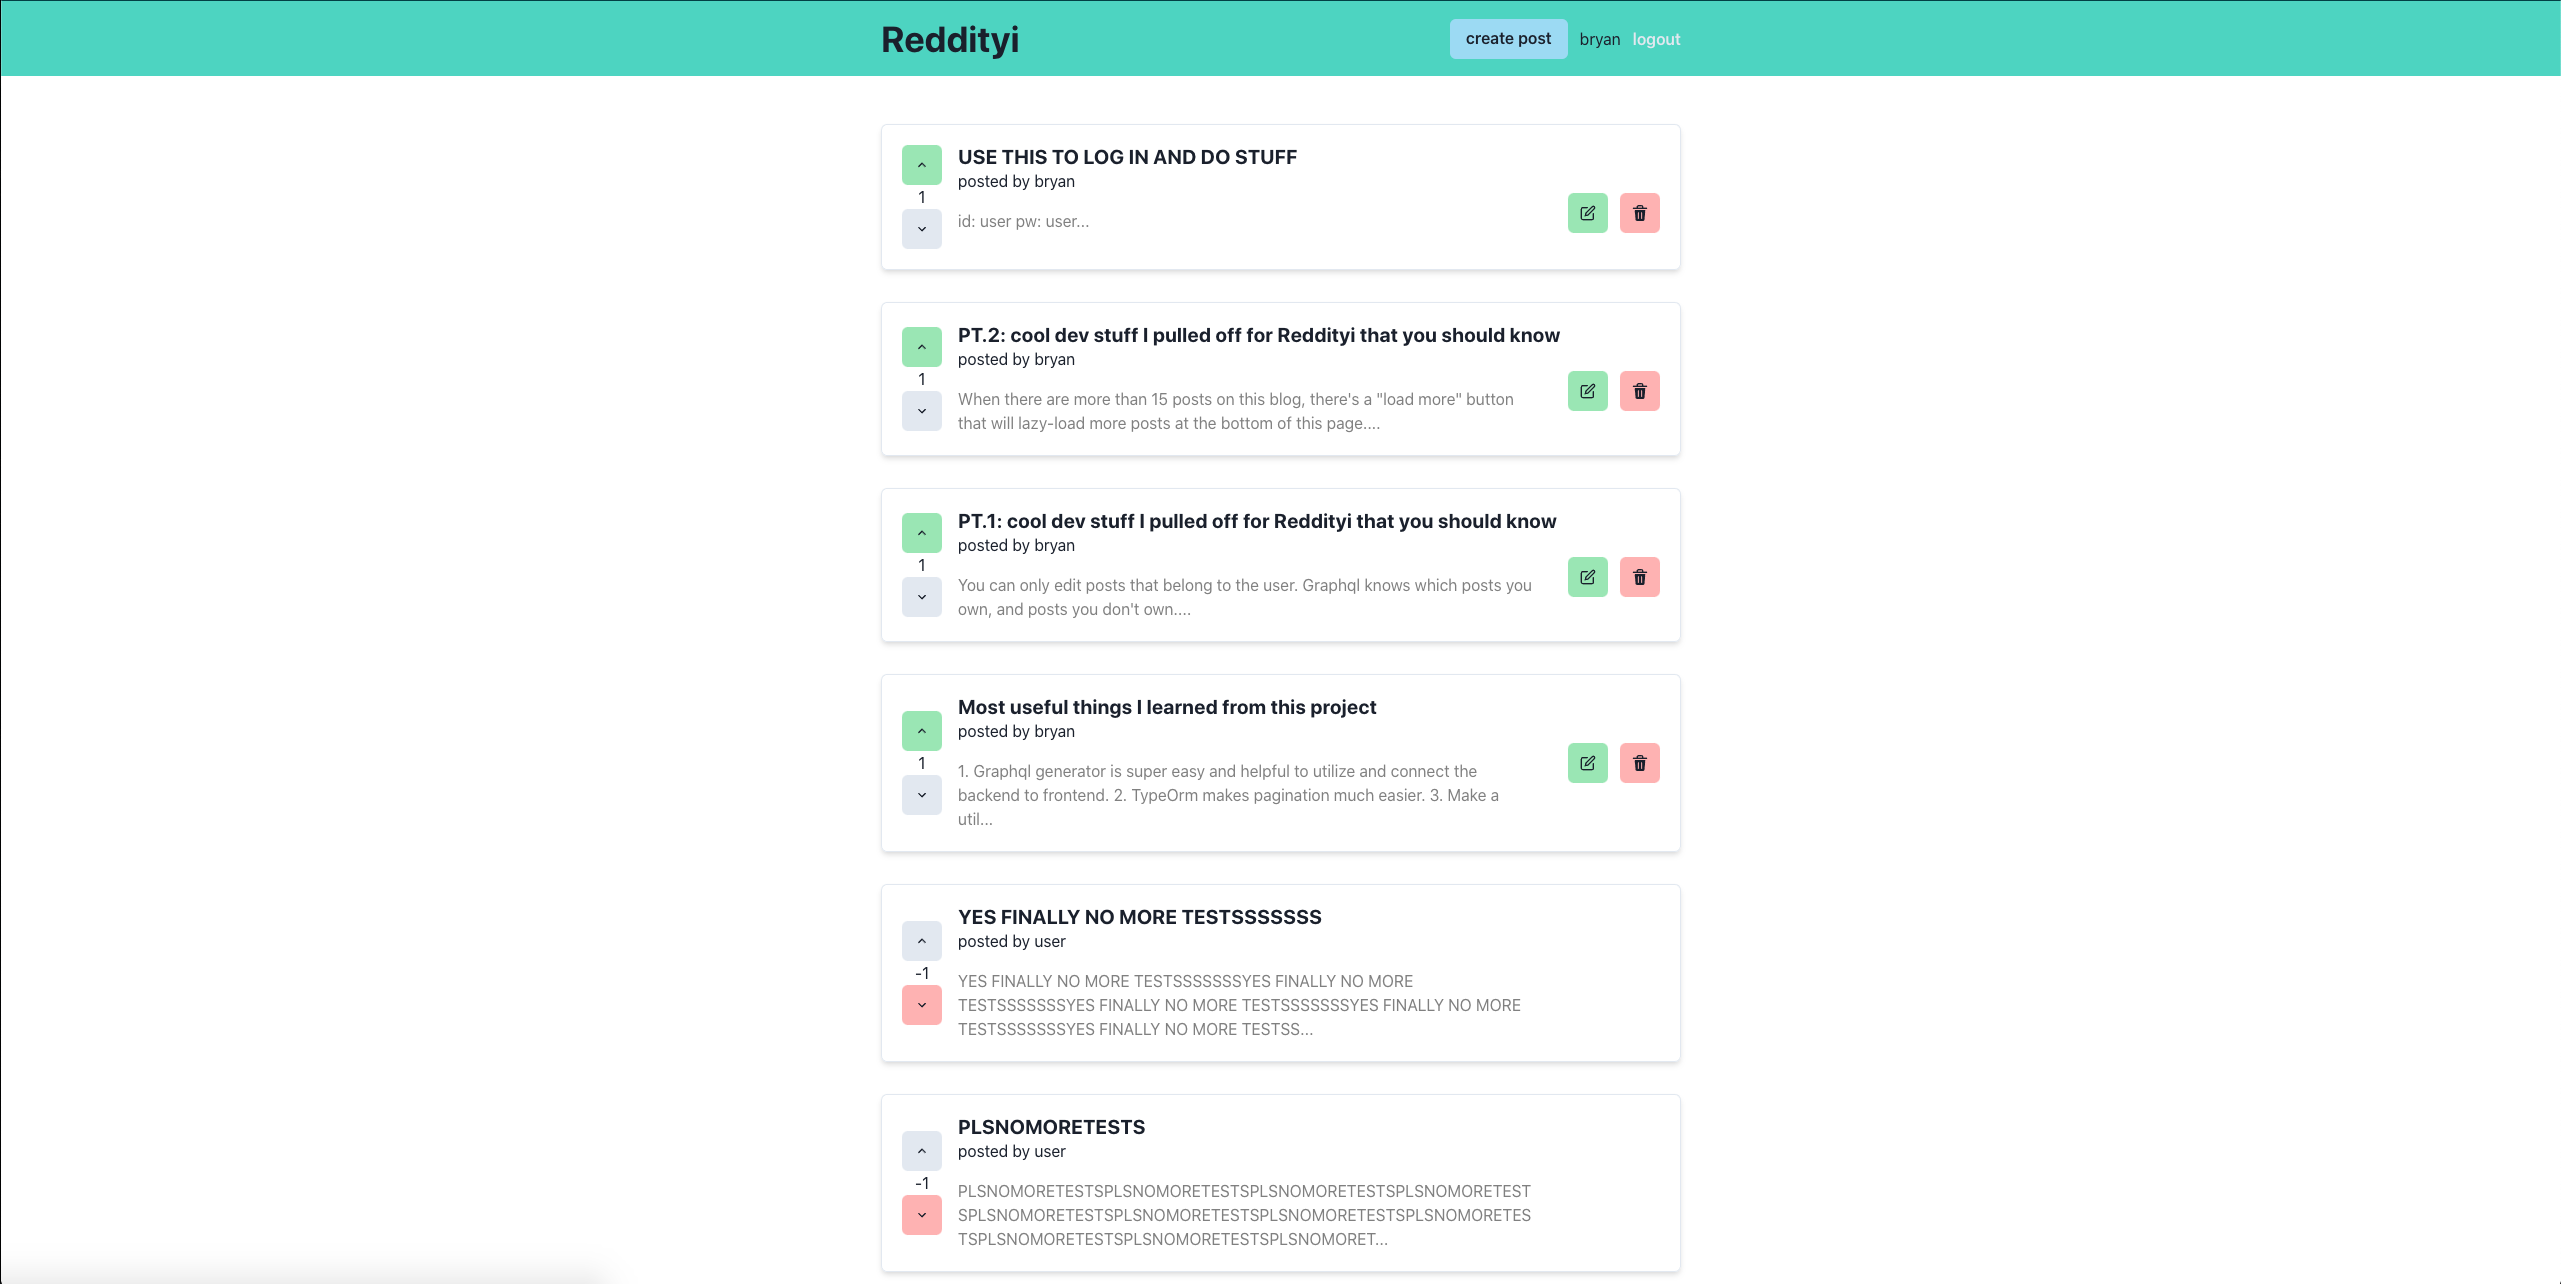 Reddityi
create post bryan logout
USE THIS TO LOG IN AND DO STUFF
posted by bryan
1
id: user pw: user...
PT.2: cool dev stuff I pulled off for Reddityi that you should know
posted by bryan
1
When there are more than 15 posts on this blog, there's a "load more" button
that will lazy-load more posts at the bottom of this page....
PT.1: cool dev stuff I pulled off for Reddityi that you should know
posted by bryan
1
You can only edit posts that belong to the user. Graphql knows which posts you
own, and posts you don't own....
Most useful things I learned from this project
posted by bryan
1
1. Graphql generator is super easy and helpful to utilize and connect the
backend to frontend. 2. TypeOrm makes pagination much easier. 3. Make a
util...
YES FINALLY NO MORE TESTSSSSSSS
posted by user
-1
YES FINALLY NO MORE TESTSSSSSSSYES FINALLY NO MORE
TESTSSSSSSSYES FINALLY NO MORE TESTSSSSSSSYES FINALLY NO MORE
TESTSSSSSSSYES FINALLY NO MORE TESTSS...
PLSNOMORETESTS
posted by user
-1
PLSNOMORETESTSPLSNOMORETESTSPLSNOMORETESTSPLSNOMORETEST
SPLSNOMORETESTSPLSNOMORETESTSPLSNOMORETESTSPLSNOMORETES
TSPLSNOMORETESTSPLSNOMORETESTSPLSNOMORET...